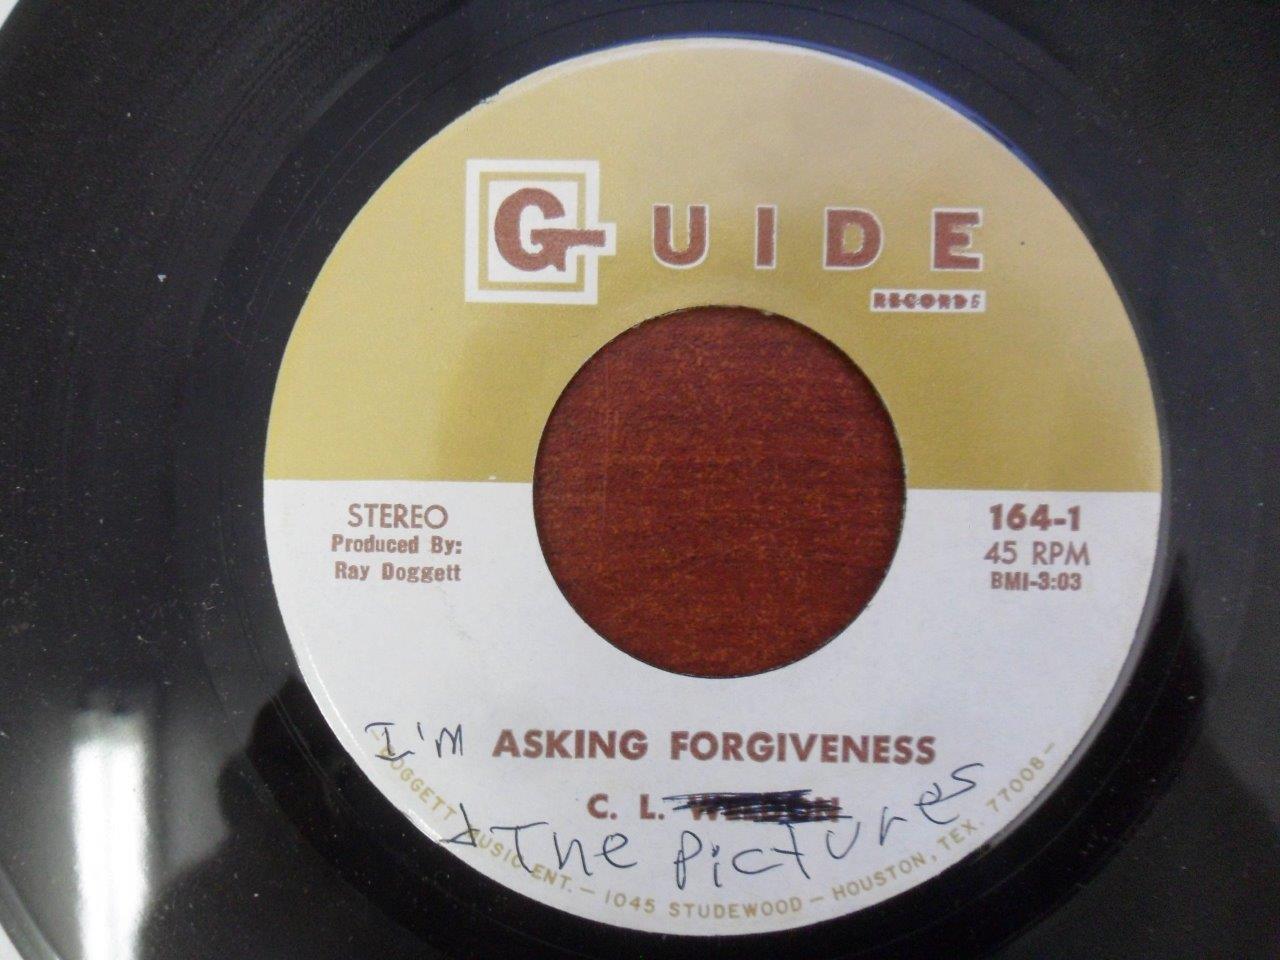 GUIDE
RECORDS
STEREO
Produced By:
Ray Doggett
164-1
45 RPM
BMI-3:03
I'm ASKING FORGIVENESS
C. L.
& The Pictures
DOGGETT MUSIC ENT. - 1045 STUDEWOOD - HOUSTON, TEX. 77008 -